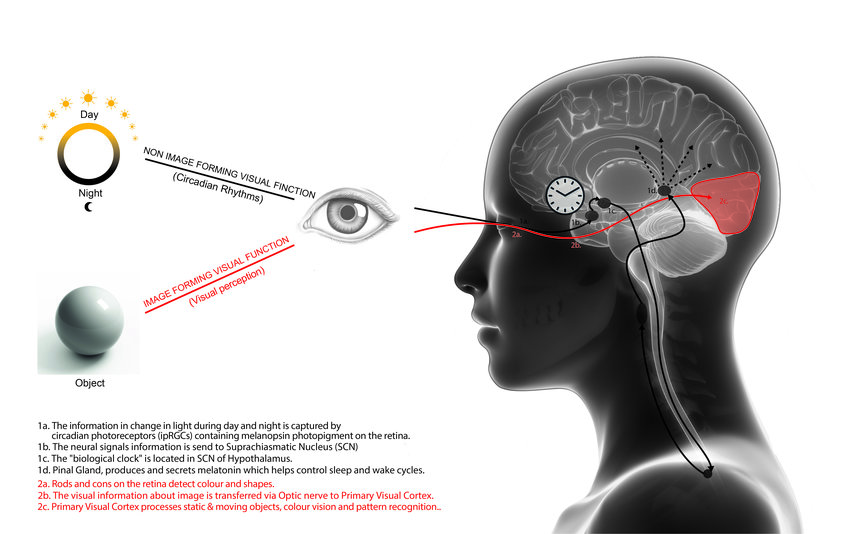 Day
Night
NON IMAGE FORMING VISUAL FINCTION
(Circadian Rhythms)
IMAGE FORMING VISUAL FUNCTION
(Visual perception)
Object
1a.
2a.
1b.
2b.
1c.
1d.
2c.
1a. The information in change in light during day and night is captured by
circadian photoreceptors (ipRGCs) containing melanopsin photopigment on the retina.
1b. The neural signals information is send to Suprachiasmatic Nucleus (SCN)
1c. The "biological clock" is located in SCN of Hypothalamus.
1d. Pinal Gland, produces and secrets melatonin which helps control sleep and wake cycles.
2a. Rods and cons on the retina detect colour and shapes.
2b. The visual information about image is transferred via Optic nerve to Primary Visual Cortex.
2c. Primary Visual Cortex processes static & moving objects, colour vision and pattern recognition..